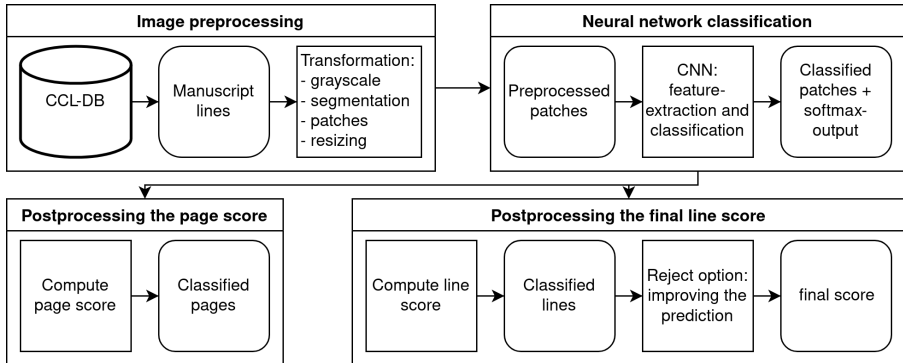 Image preprocessing
CCL-DB
Manuscript
lines
Transformation:
- grayscale
- segmentation
- patches
- resizing
Neural network classification
Preprocessed
patches
CNN:
feature-
extraction and
classification
Classified
patches +
softmax-
output
Postprocessing the page score
Compute
page score
Classified
pages
Postprocessing the final line score
Compute line
score
Classified
lines
Reject option:
improving the
prediction
final score